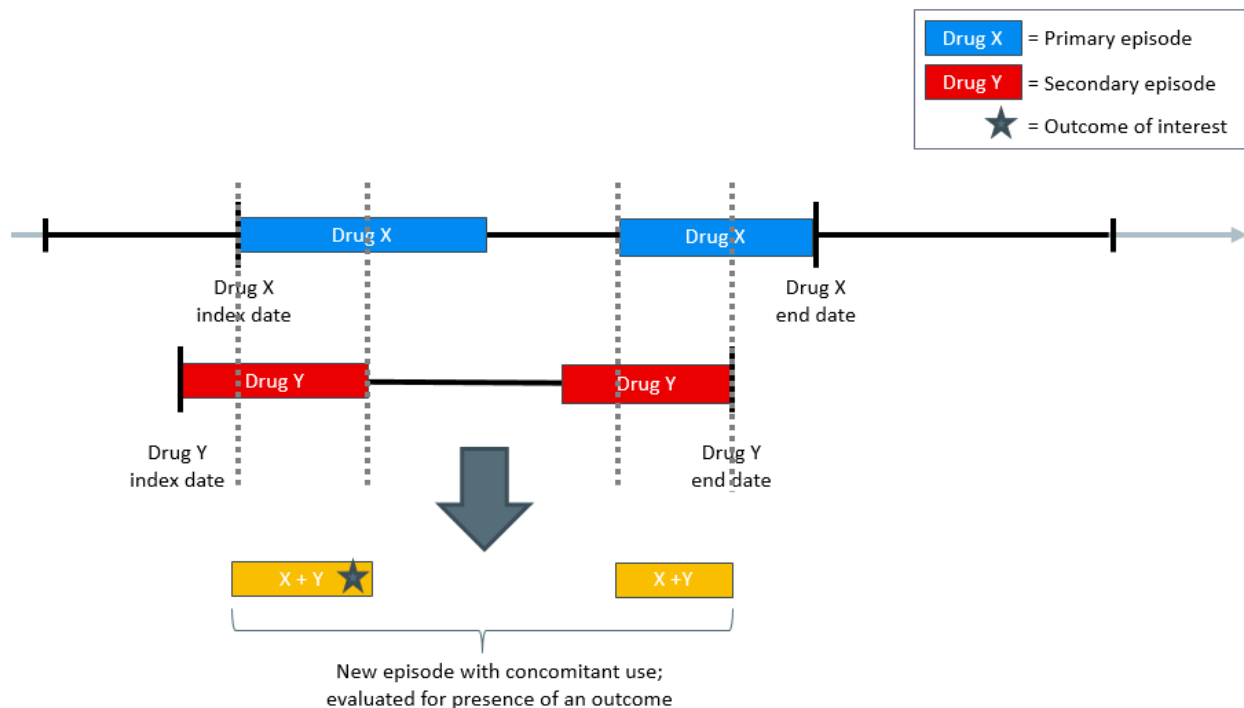 Drug X = Primary episode
Drug Y = Secondary episode
= Outcome of interest
Drug X
Drug X
Drug X
index date
Drug X
end date
Drug Y
Drug Y
Drug Y
index date
Drug Y
end date
X + Y
X +Y
New episode with concomitant use;
evaluated for presence of an outcome